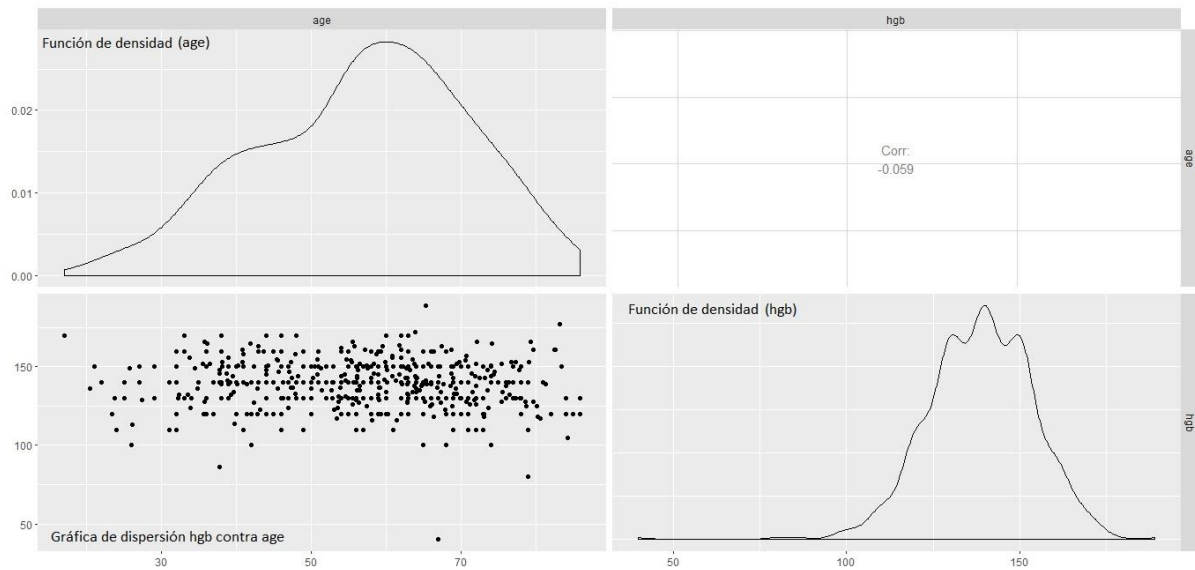 age
hgb
Función de densidad (age)
0.02
0.01
0.00
Corr:
-0.059
age
150
100
50
Gráfica de dispersión hgb contra age
30
50
70
Función de densidad (hgb)
hgb
50
100
150